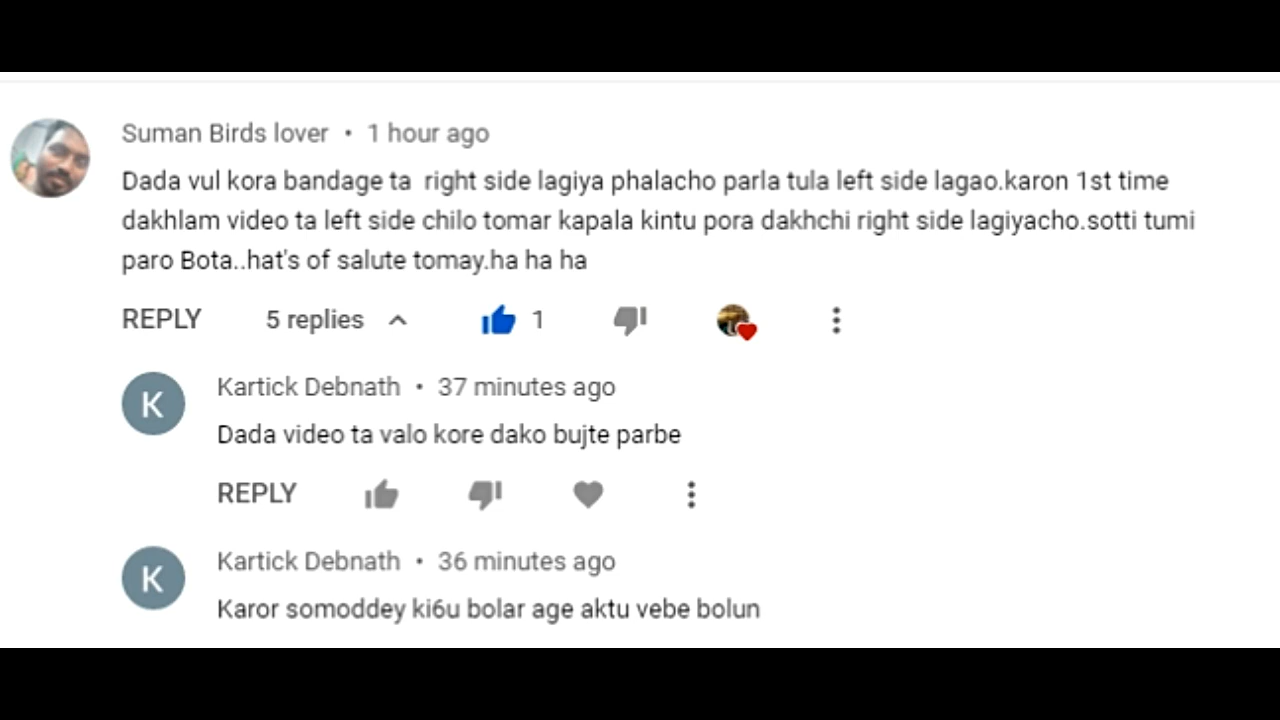 Suman Birds lover • 1 hour ago
Dada vul kora bandage ta  right side lagiya phalacho parla tula left side lagao.karon 1st time
dakhlam video ta left side chilo tomar kapala kintu pora dakhchi right side lagiyacho.sotti tumi
paro Bota..hat's of salute tomay.ha ha ha
REPLY 5 replies 1
K
Kartick Debnath • 37 minutes ago
Dada video ta valo kore dako bujte parbe
REPLY
K
Kartick Debnath • 36 minutes ago
Karor somoddey ki6u bolar age aktu vebe bolun